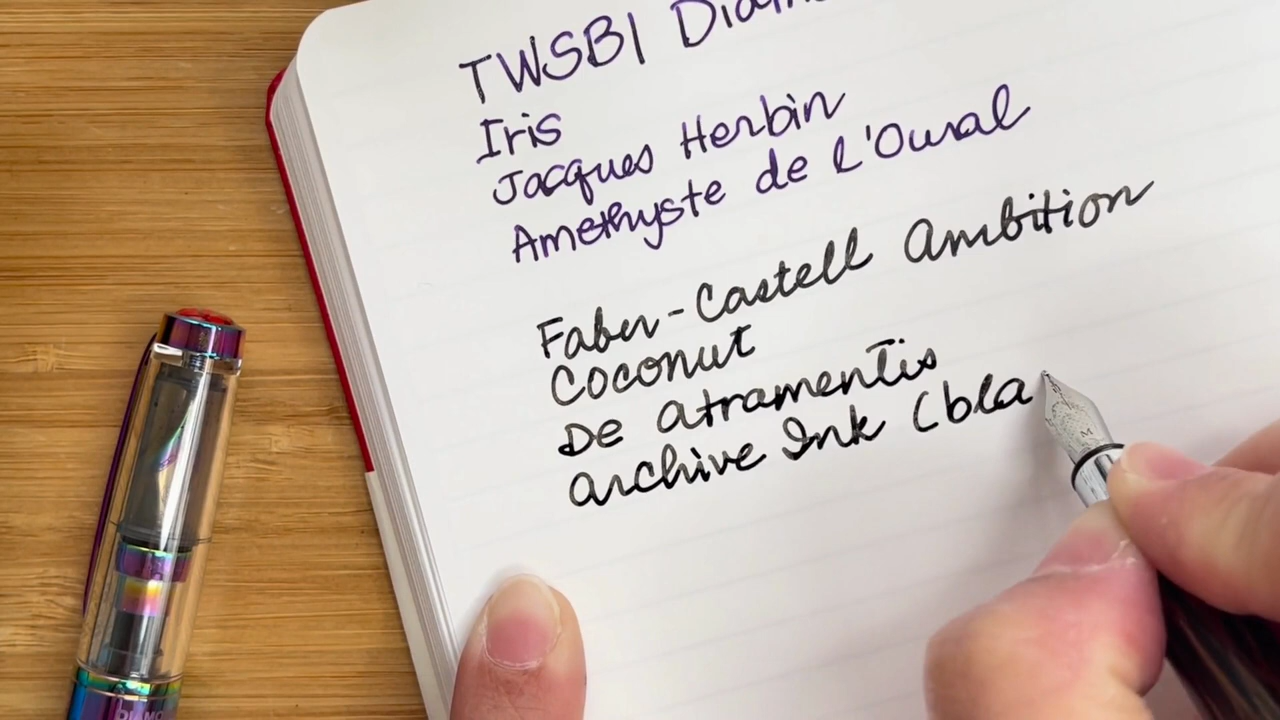 TWSBI
Iris
Jacques Herbin
Amethyste de l'Oural
Faber-Castell Ambition
Coconut
De Atramentis
Archive Ink (bla
M